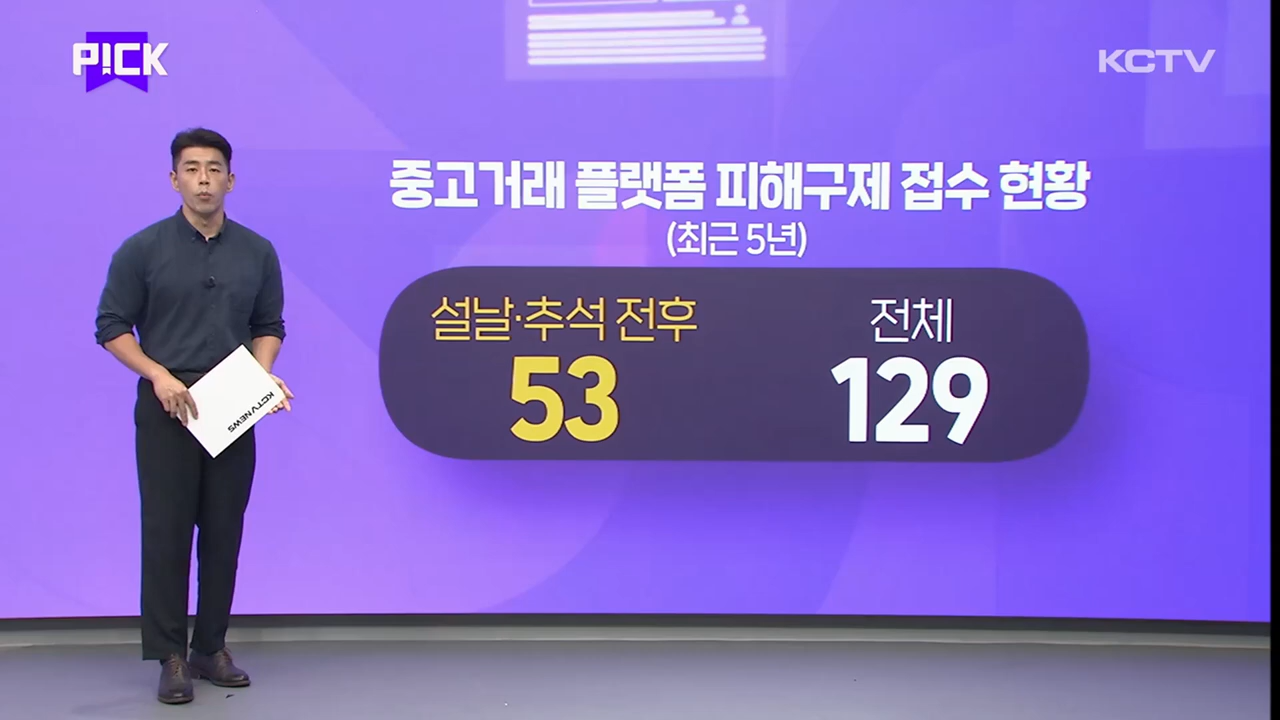 PICK
KCTV
중고거래 플랫폼 피해구제 접수 현황
(최근 5년)
설날·추석 전후
전체
53
129
KCTV NEWS